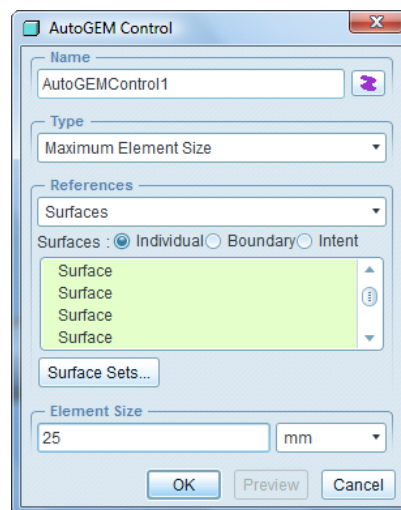 AutoGEM Control
Name
AutoGEMControl1
Type
Maximum Element Size
References
Surfaces
Surfaces : Individual Boundary Intent
Surface
Surface
Surface
Surface
Surface Sets...
Element Size
25 mm
OK Preview Cancel